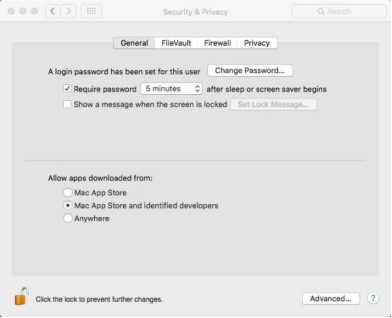 Security & Privacy
Search
General FileVault Firewall Privacy
A login password has been set for this user Change Password...
Require password 5 minutes after sleep or screen saver begins
Show a message when the screen is locked Set Lock Message...
Allow apps downloaded from:
Mac App Store
Mac App Store and identified developers
Anywhere
Click the lock to prevent further changes.
Advanced... ?